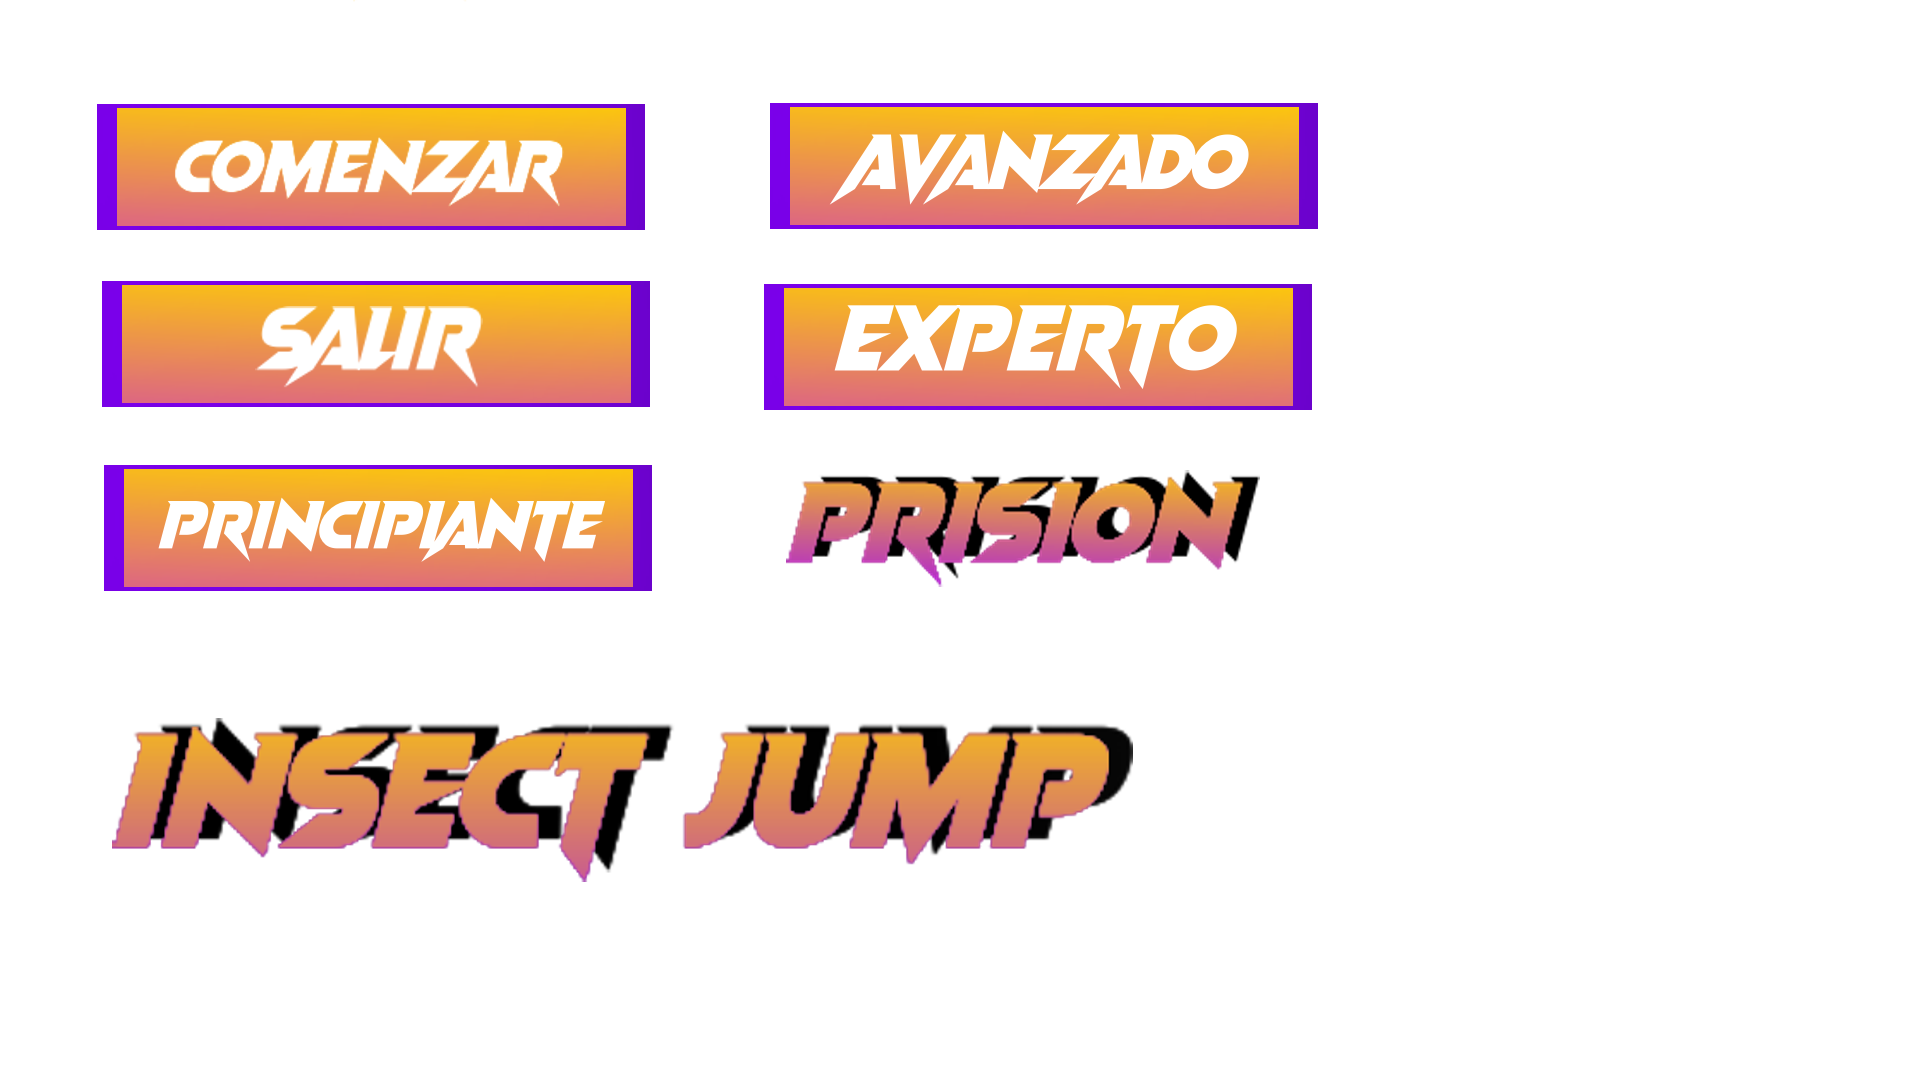 COMENZAR
AVANZADO
SALIR
EXPERTO
PRINCIPIANTE
PRISION
INSECT JUMP